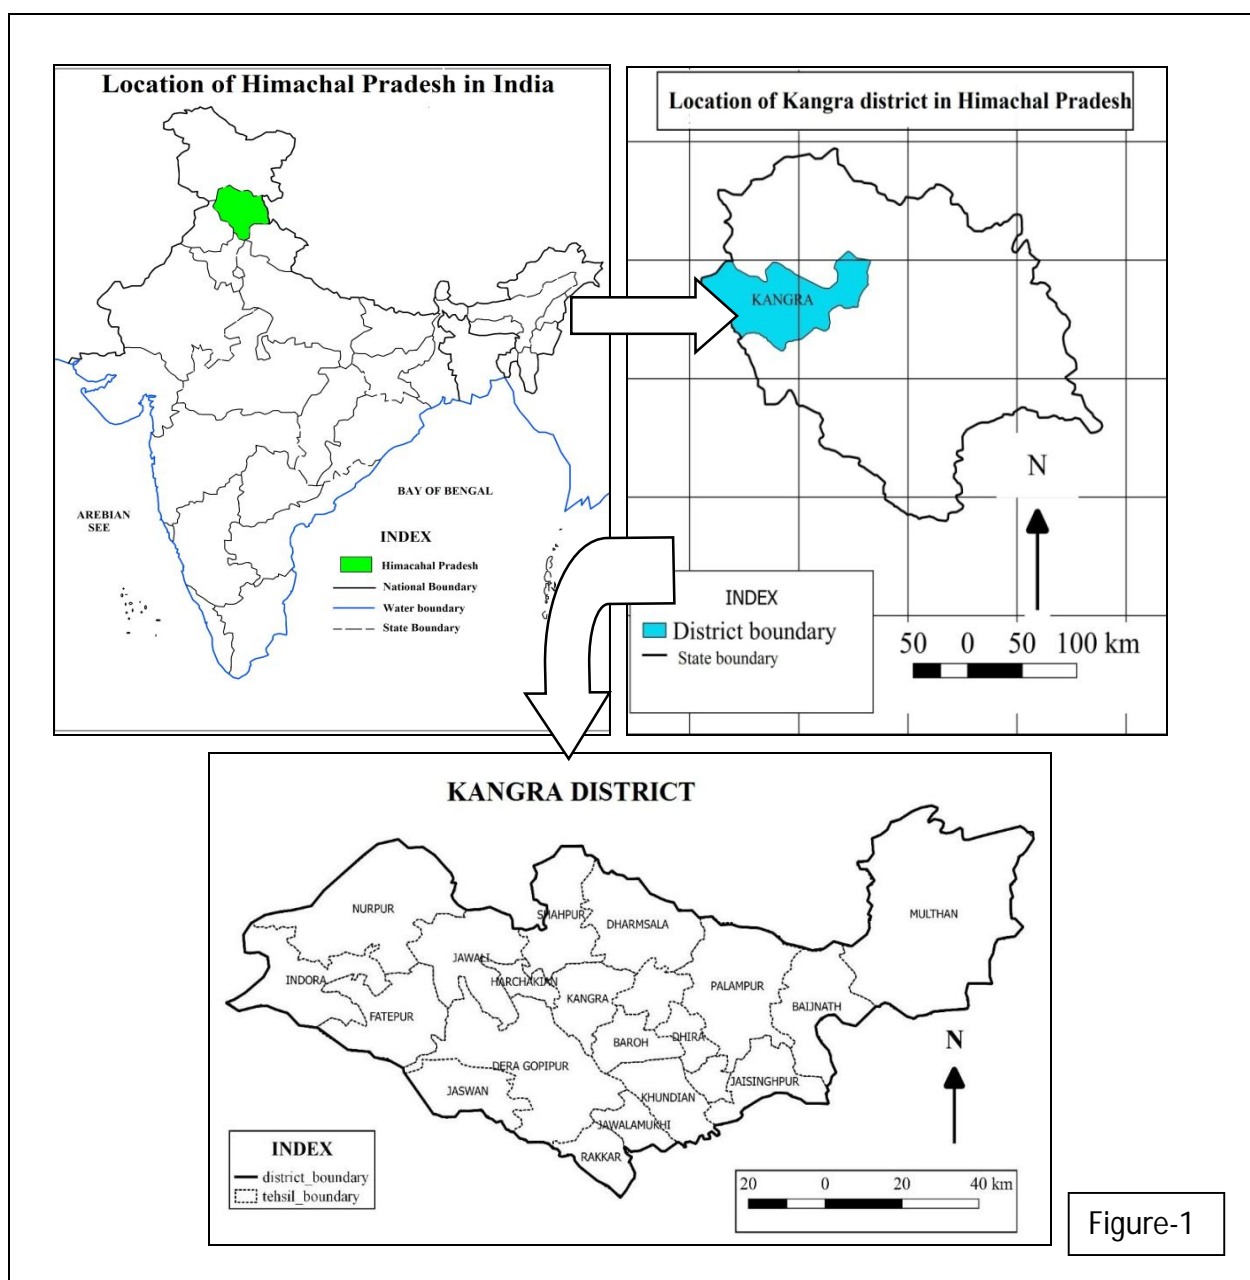 Location of Himachal Pradesh in India
AREBIAN
SEE
BAY OF BENGAL
INDEX
Himacahal Pradesh
National Boundary
Water boundary
State Boundary
Location of Kangra district in Himachal Pradesh
KANGRA
N
INDEX
District boundary
State boundary
50 0 50 100 km
KANGRA DISTRICT
NURPUR
SHAHPUR
DHARMSALA
MULTHAN
JAWALI
INDORA
HARCHAKIAN
KANGRA
PALAMPUR
BAIJNATH
FATEPUR
BAROH
DHIRA
DERA GOPIPUR
JASWAN
JAISINGHPUR
KHUNDIAN
JAWALAMUKHI
RAKKAR
N
INDEX
district_boundary
tehsil_boundary
20 0 20 40 km
Figure-1